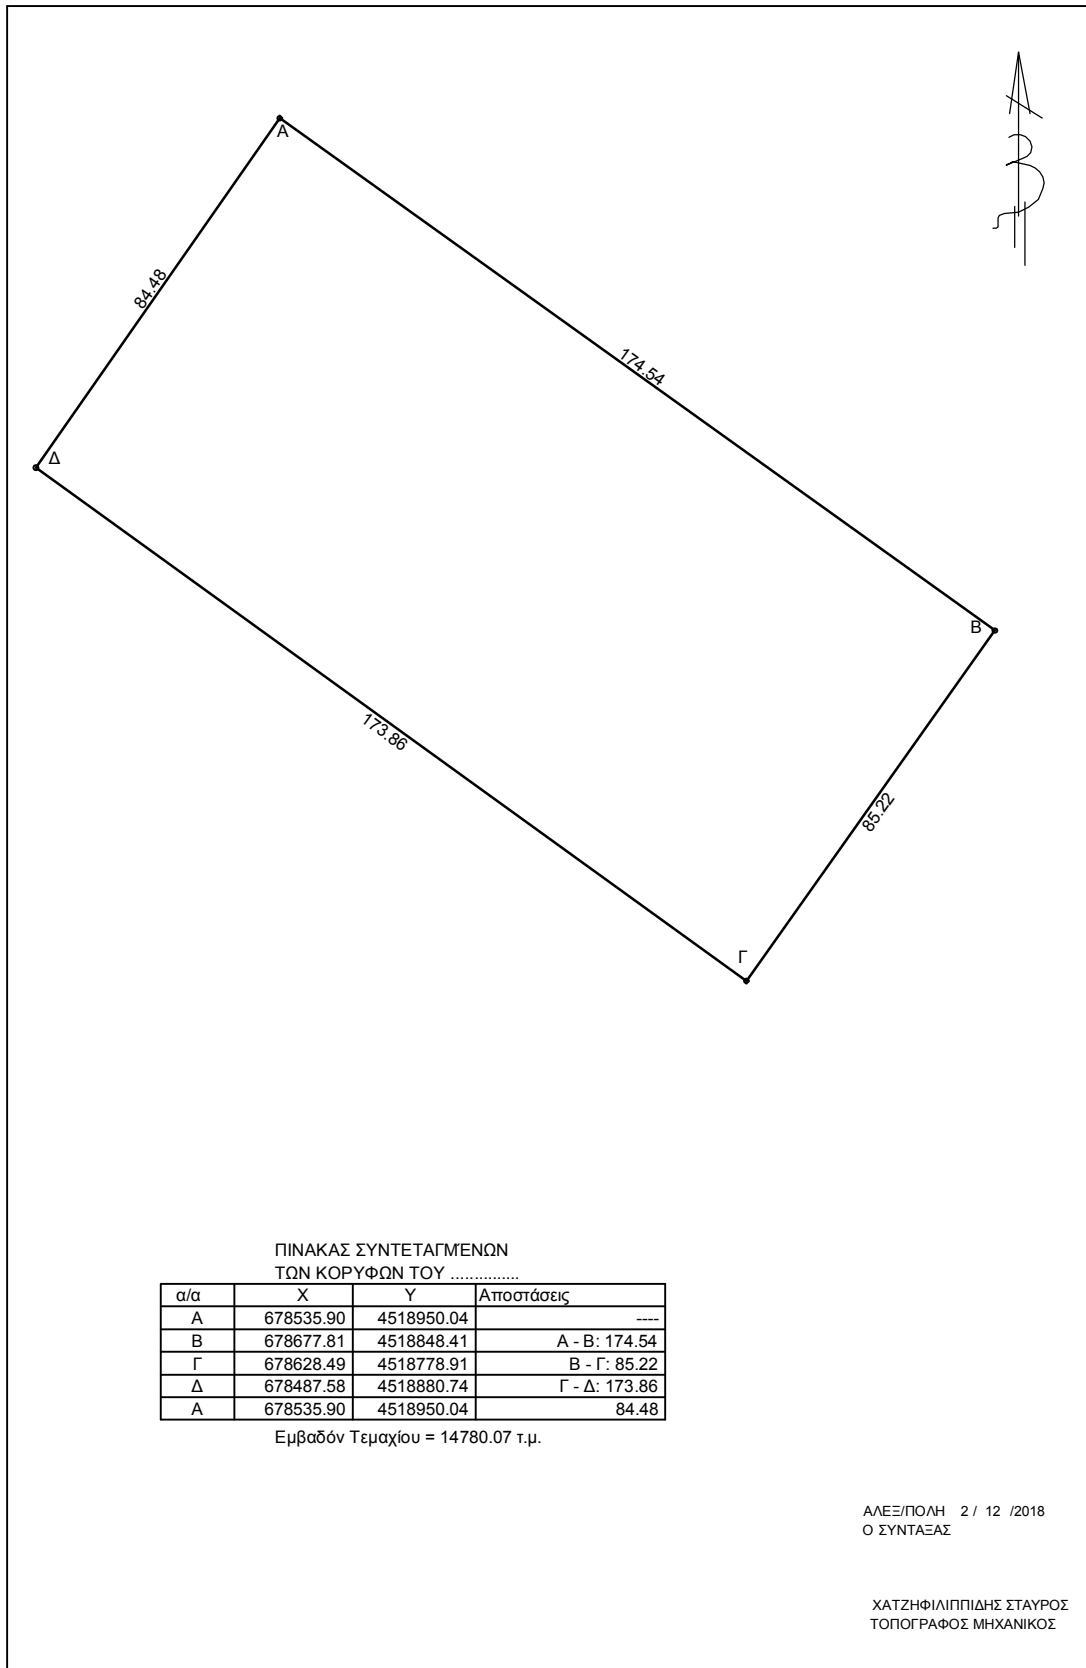 Α
84.48
174.54
Δ
Β
173.86
85.22
Γ
ΠΙΝΑΚΑΣ ΣΥΝΤΕΤΑΓΜΈΝΩΝ
ΤΩΝ ΚΟΡΥΦΩΝ ΤΟΥ ...............
α/α X Y Αποστάσεις
Α 678535.90 4518950.04 ----
Β 678677.81 4518848.41 Α - Β: 174.54
Γ 678628.49 4518778.91 Β - Γ: 85.22
Δ 678487.58 4518880.74 Γ - Δ: 173.86
Α 678535.90 4518950.04 84.48
Εμβαδόν Τεμαχίου = 14780.07 τ.μ.
ΑΛΕΞ/ΠΟΛΗ 2 / 12 /2018
Ο ΣΥΝΤΑΞΑΣ
ΧΑΤΖΗΦΙΛΙΠΠΙΔΗΣ ΣΤΑΥΡΟΣ
ΤΟΠΟΓΡΑΦΟΣ ΜΗΧΑΝΙΚΟΣ